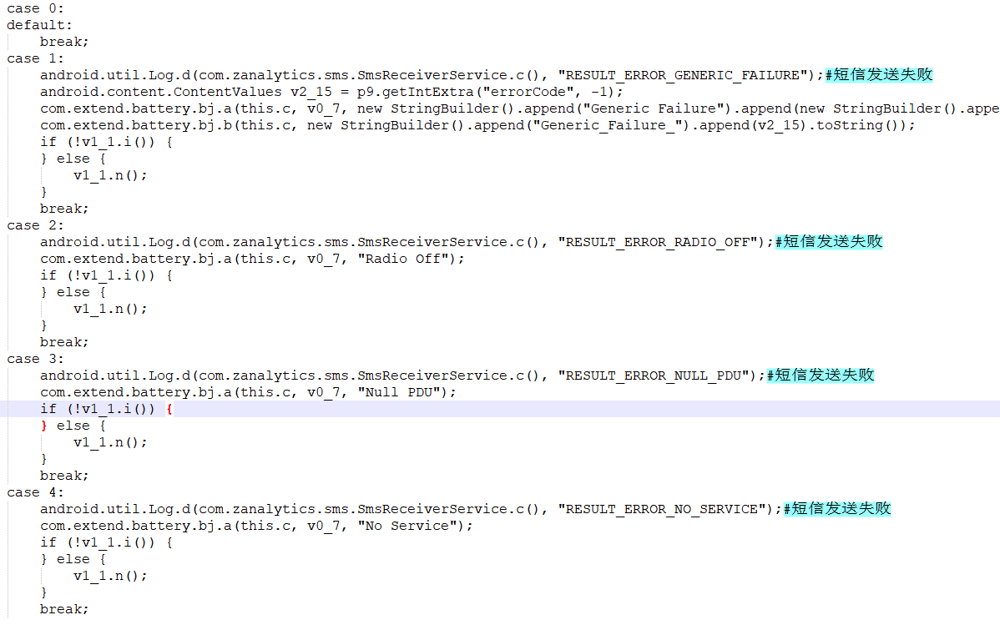 case 0:
default:
    break;
case 1:
    android.util.Log.d(com.zanalytics.sms.SmsReceiverService.c(), "RESULT_ERROR_GENERIC_FAILURE");#短信发送失败
    android.content.ContentValues v2_15 = p9.getIntExtra("errorCode", -1);
    com.extend.battery.bj.a(this.c, v0_7, new StringBuilder().append("Generic Failure").append(new StringBuilder().appe
    com.extend.battery.bj.b(this.c, new StringBuilder().append("Generic_Failure_").append(v2_15).toString());
    if (!v1_1.i()) {
    } else {
        v1_1.n();
    }
    break;
case 2:
    android.util.Log.d(com.zanalytics.sms.SmsReceiverService.c(), "RESULT_ERROR_RADIO_OFF");#短信发送失败
    com.extend.battery.bj.a(this.c, v0_7, "Radio Off");
    if (!v1_1.i()) {
    } else {
        v1_1.n();
    }
    break;
case 3:
    android.util.Log.d(com.zanalytics.sms.SmsReceiverService.c(), "RESULT_ERROR_NULL_PDU");#短信发送失败
    com.extend.battery.bj.a(this.c, v0_7, "Null PDU");
    if (!v1_1.i()) {
    } else {
        v1_1.n();
    }
    break;
case 4:
    android.util.Log.d(com.zanalytics.sms.SmsReceiverService.c(), "RESULT_ERROR_NO_SERVICE");#短信发送失败
    com.extend.battery.bj.a(this.c, v0_7, "No Service");
    if (!v1_1.i()) {
    } else {
        v1_1.n();
    }
    break;